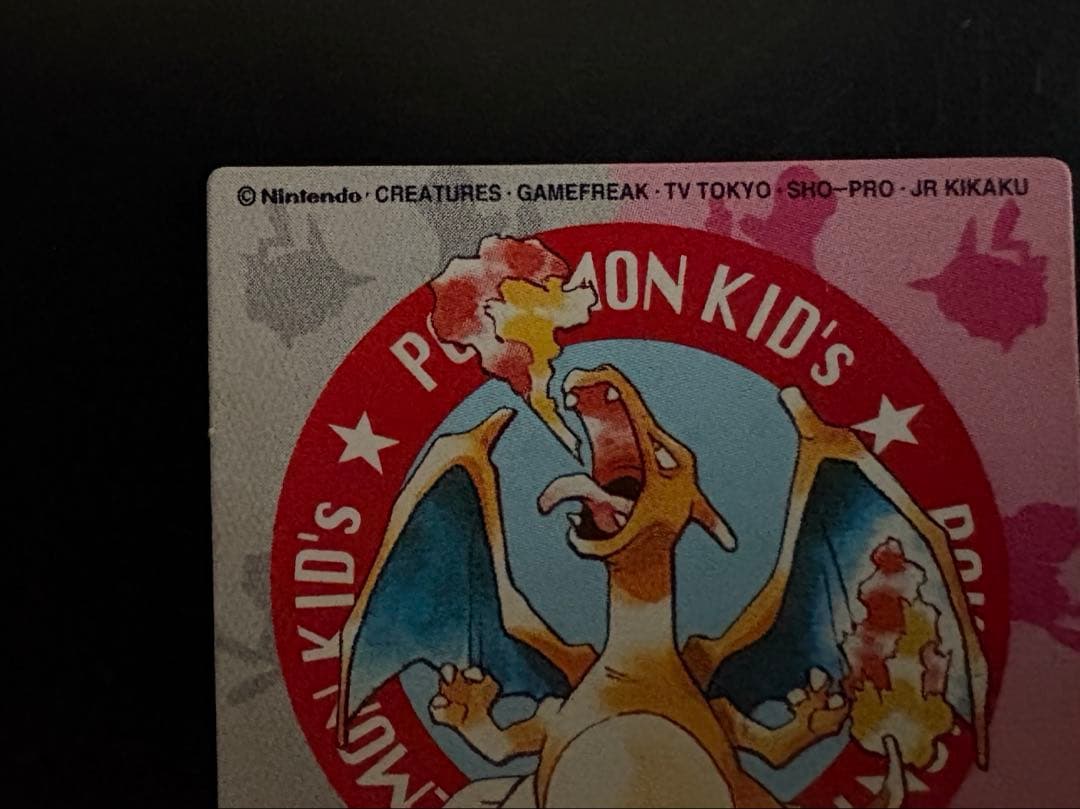 © Nintendo · CREATURES · GAMEFREAK · TV TOKYO · SHO-PRO · JR KIKAKU
MON KID's
KID's